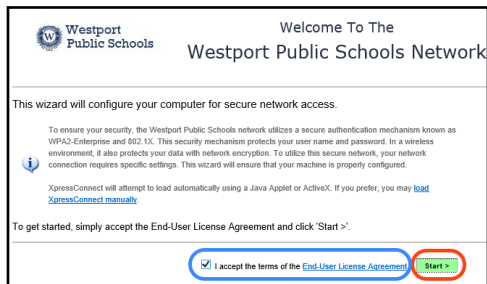 Westport
Public Schools
Welcome To The
Westport Public Schools Network
This wizard will configure your computer for secure network access.
To ensure your security, the Westport Public Schools network utilizes a secure authentication mechanism known as
WPA2-Enterprise and 802.1X. This security mechanism protects your user name and password. In a wireless
environment, it also protects your data with network encryption. To utilize this secure network, your network
connection requires specific settings. This wizard will ensure that your machine is properly configured.
XpressConnect will attempt to load automatically using a Java Applet or ActiveX. If you prefer, you may load
XpressConnect manually.
To get started, simply accept the End-User License Agreement and click 'Start >'.
I accept the terms of the End-User License Agreement
Start >